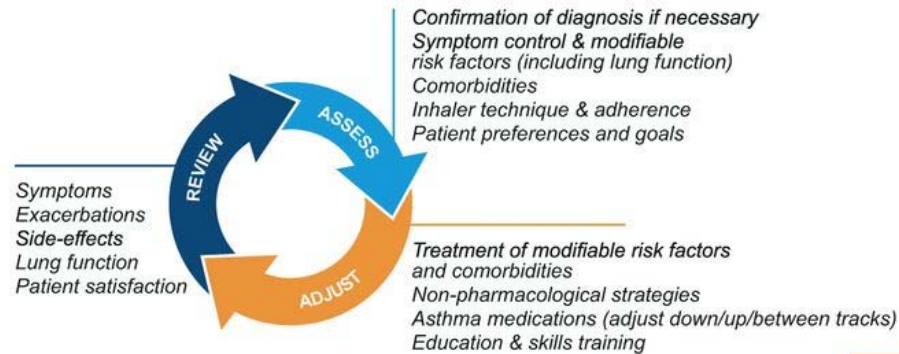 Confirmation of diagnosis if necessary
Symptom control & modifiable
risk factors (including lung function)
Comorbidities
Inhaler technique & adherence
Patient preferences and goals
ASSESS
REVIEW
Symptoms
Exacerbations
Side-effects
Lung function
Patient satisfaction
ADJUST
Treatment of modifiable risk factors
and comorbidities
Non-pharmacological strategies
Asthma medications (adjust down/up/between tracks)
Education & skills training